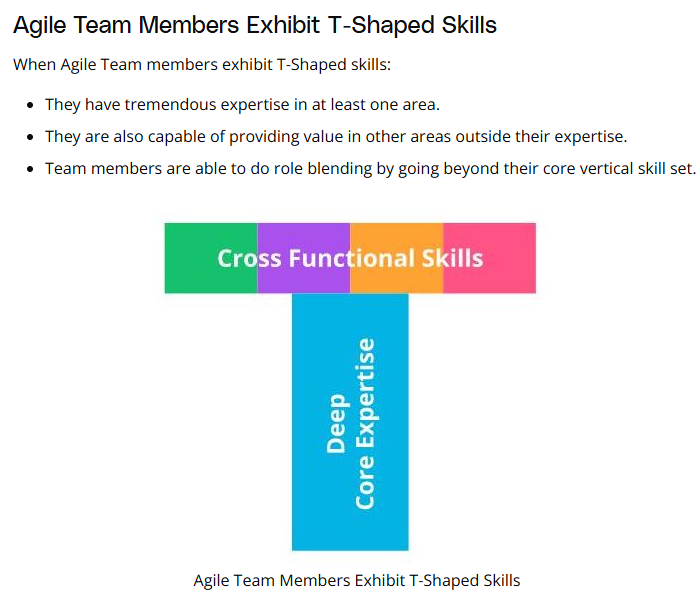 Agile Team Members Exhibit T-Shaped Skills
When Agile Team members exhibit T-Shaped skills:
• They have tremendous expertise in at least one area.
• They are also capable of providing value in other areas outside their expertise.
• Team members are able to do role blending by going beyond their core vertical skill set.
Cross Functional Skills
Deep
Core Expertise
Agile Team Members Exhibit T-Shaped Skills